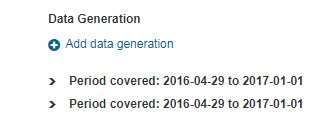 Data Generation
Add data generation
Period covered: 2016-04-29 to 2017-01-01
Period covered: 2016-04-29 to 2017-01-01